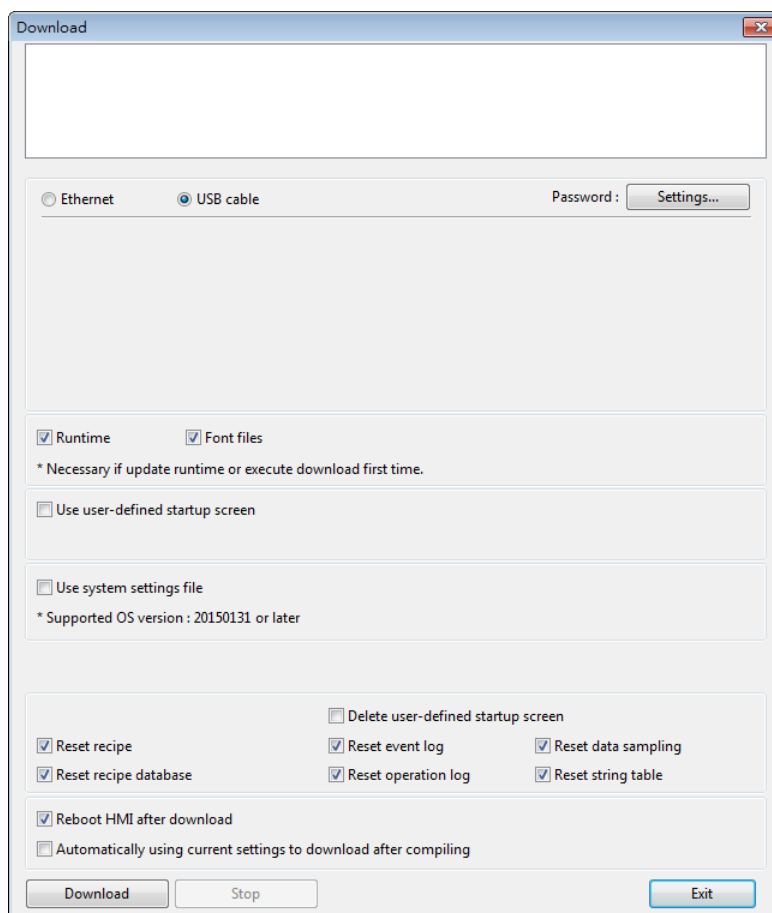 Download
Ethernet USB cable Password : Settings...
Runtime Font files
* Necessary if update runtime or execute download first time.
Use user-defined startup screen
Use system settings file
* Supported OS version : 20150131 or later
Delete user-defined startup screen
Reset recipe Reset event log Reset data sampling
Reset recipe database Reset operation log Reset string table
Reboot HMI after download
Automatically using current settings to download after compiling
Download Stop Exit